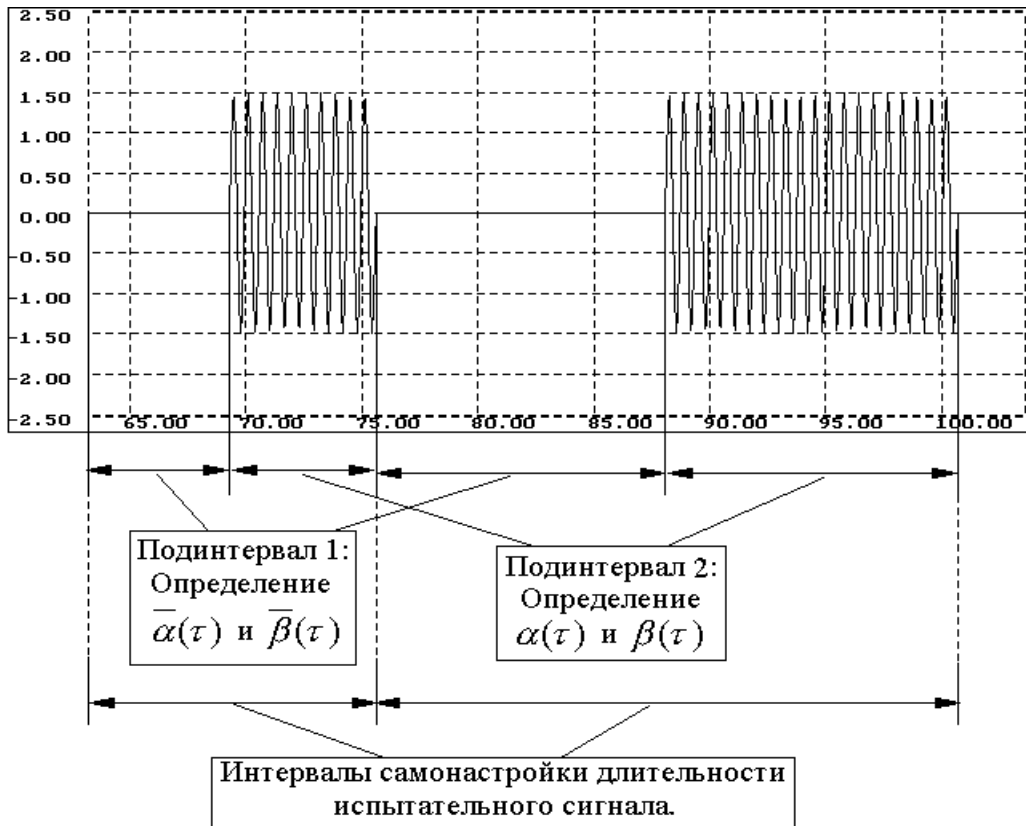 2.50
2.00
1.50
1.00
0.50
0.00
-0.50
-1.00
-1.50
-2.00
-2.50
65.00 70.00 75.00 80.00 85.00 90.00 95.00 100.00
Подинтервал 1:
Определение
α̅(τ) и β̅(τ)
Подинтервал 2:
Определение
α(τ) и β(τ)
Интервалы самонастройки длительности
испытательного сигнала.